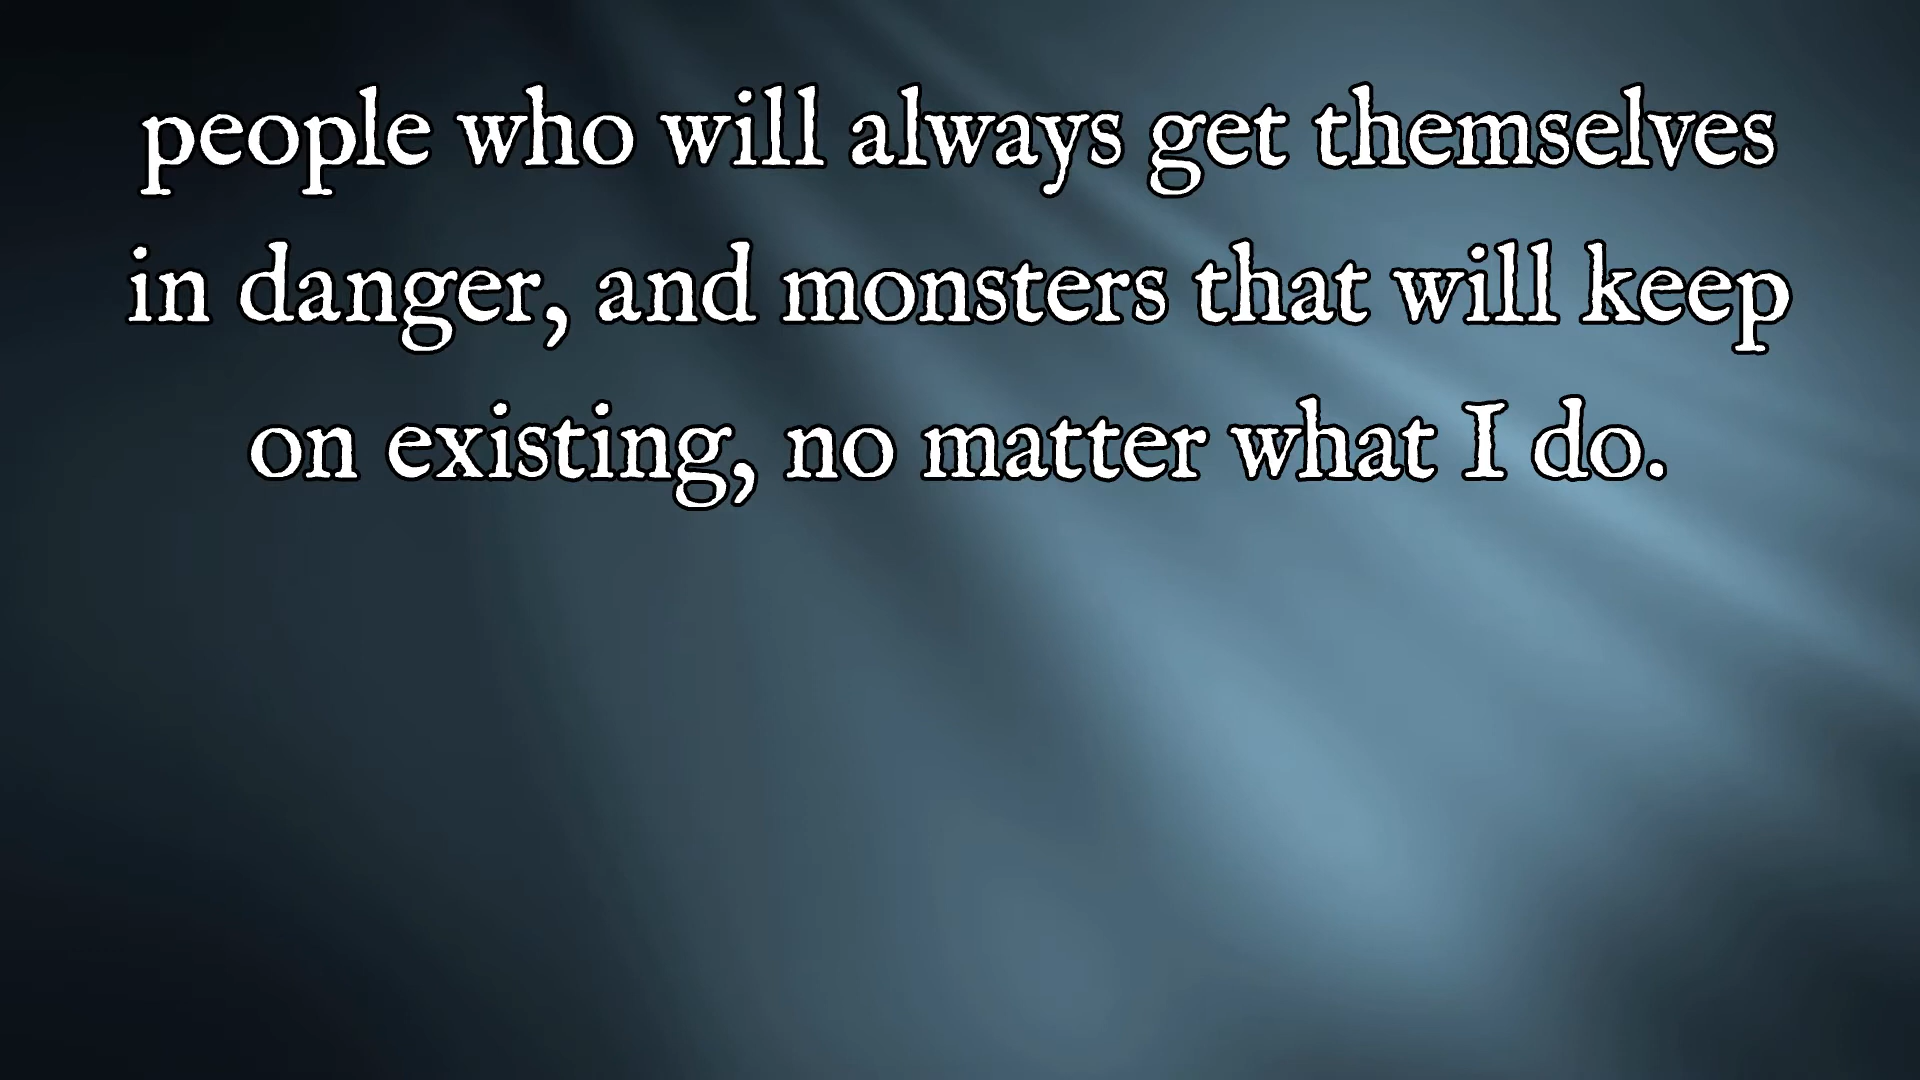 people who will always get themselves
in danger, and monsters that will keep
on existing, no matter what I do.